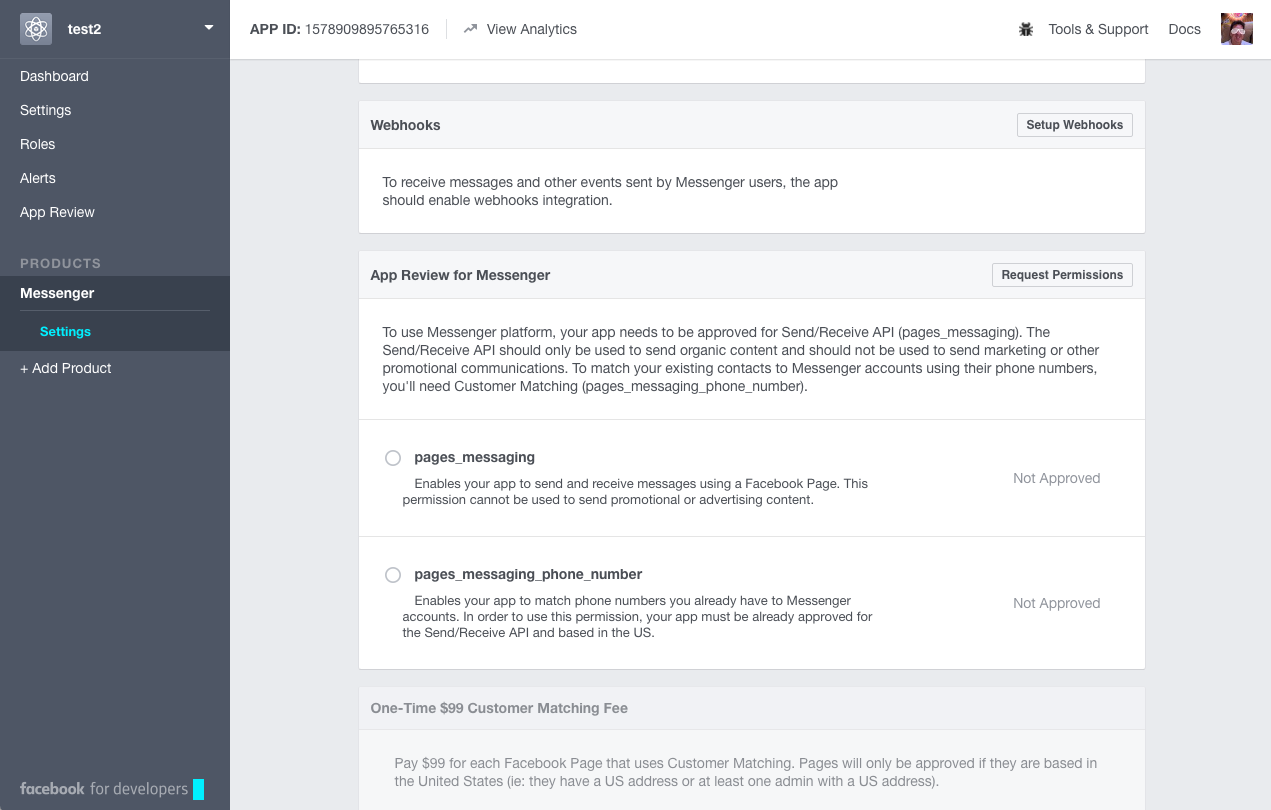 test2
APP ID: 1578909895765316
View Analytics
Tools & Support
Docs
Dashboard
Settings
Roles
Alerts
App Review
PRODUCTS
Messenger
Settings
+ Add Product
facebook for developers
Webhooks
Setup Webhooks
To receive messages and other events sent by Messenger users, the app
should enable webhooks integration.
App Review for Messenger
Request Permissions
To use Messenger platform, your app needs to be approved for Send/Receive API (pages_messaging). The
Send/Receive API should only be used to send organic content and should not be used to send marketing or other
promotional communications. To match your existing contacts to Messenger accounts using their phone numbers,
you'll need Customer Matching (pages_messaging_phone_number).
pages_messaging
Enables your app to send and receive messages using a Facebook Page. This
permission cannot be used to send promotional or advertising content.
Not Approved
pages_messaging_phone_number
Enables your app to match phone numbers you already have to Messenger
accounts. In order to use this permission, your app must be already approved for
the Send/Receive API and based in the US.
Not Approved
One-Time $99 Customer Matching Fee
Pay $99 for each Facebook Page that uses Customer Matching. Pages will only be approved if they are based in
the United States (ie: they have a US address or at least one admin with a US address).